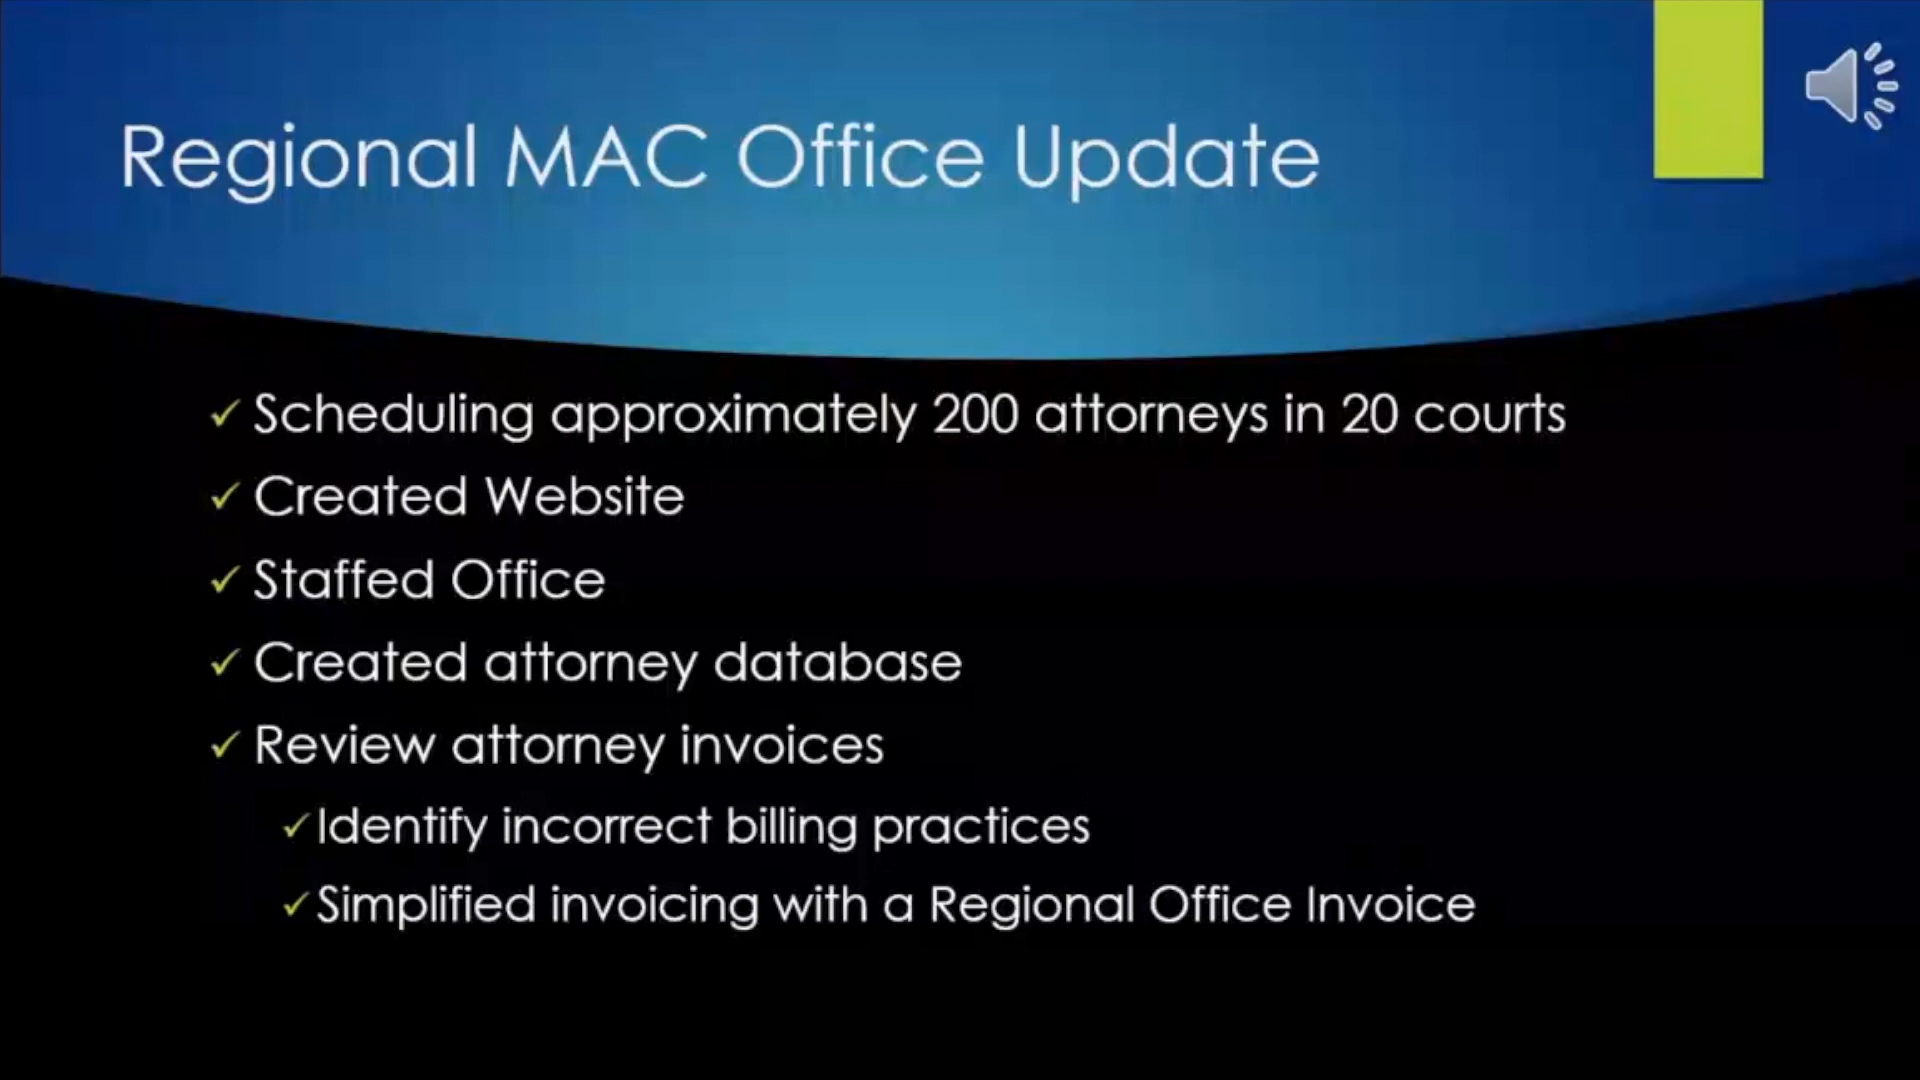 Regional MAC Office Update
✓ Scheduling approximately 200 attorneys in 20 courts
✓ Created Website
✓ Staffed Office
✓ Created attorney database
✓ Review attorney invoices
✓ Identify incorrect billing practices
✓ Simplified invoicing with a Regional Office Invoice